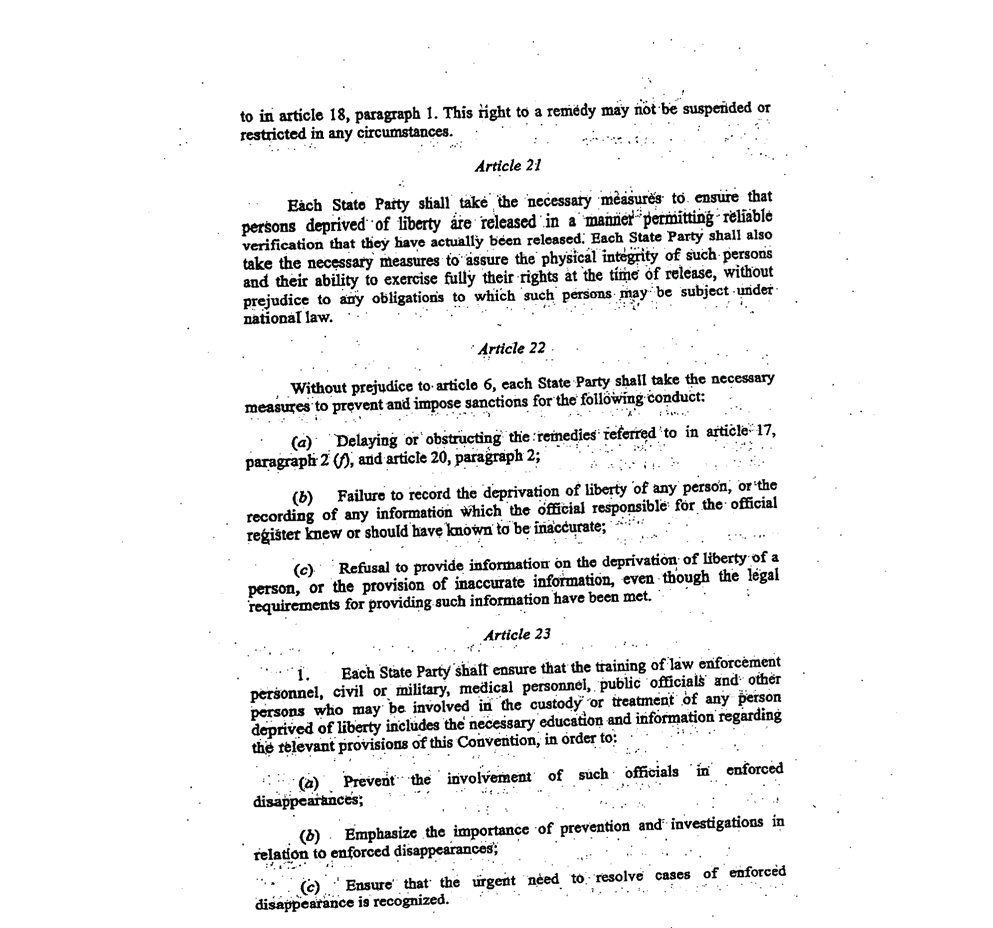 to in article 18, paragraph 1. This right to a remedy may not be suspended or
restricted in any circumstances.
Article 21
Each State Party shall take the necessary measures to ensure that
persons deprived of liberty are released in a manner permitting reliable
verification that they have actually been released. Each State Party shall also
take the necessary measures to assure the physical integrity of such persons
and their ability to exercise fully their rights at the time of release, without
prejudice to any obligations to which such persons may be subject under
national law.
Article 22
Without prejudice to article 6, each State Party shall take the necessary
measures to prevent and impose sanctions for the following conduct:
(a) Delaying or obstructing the remedies referred to in article 17,
paragraph 2 (f), and article 20, paragraph 2;
(b) Failure to record the deprivation of liberty of any person, or the
recording of any information which the official responsible for the official
register knew or should have known to be inaccurate;
(c) Refusal to provide information on the deprivation of liberty of a
person, or the provision of inaccurate information, even though the legal
requirements for providing such information have been met.
Article 23
1. Each State Party shall ensure that the training of law enforcement
personnel, civil or military, medical personnel, public officials and other
persons who may be involved in the custody or treatment of any person
deprived of liberty includes the necessary education and information regarding
the relevant provisions of this Convention, in order to:
(a) Prevent the involvement of such officials in enforced
disappearances;
(b) Emphasize the importance of prevention and investigations in
relation to enforced disappearances;
(c) Ensure that the urgent need to resolve cases of enforced
disappearance is recognized.